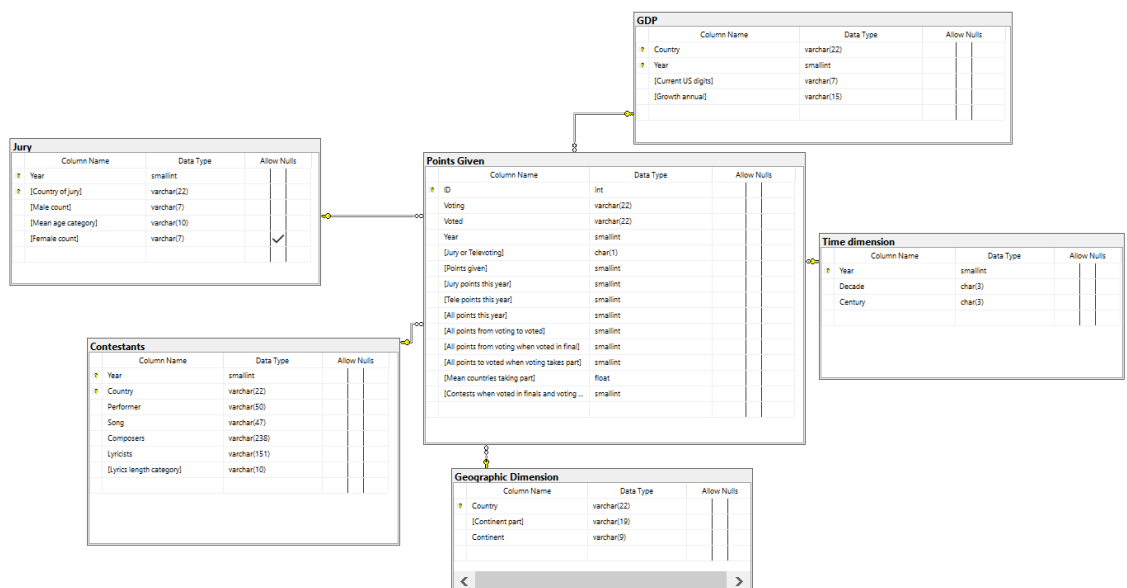 GDP
Column Name Data Type Allow Nulls
Country varchar(22)
Year smallint
[Current US digits] varchar(7)
[Growth annual] varchar(15)
Jury
Column Name Data Type Allow Nulls
Year smallint
[Country of jury] varchar(22)
[Male count] varchar(7)
[Mean age category] varchar(10)
[Female count] varchar(7)
Points Given
Column Name Data Type Allow Nulls
ID int
Voting varchar(22)
Voted varchar(22)
Year smallint
[Jury or Televoting] char(1)
[Points given] smallint
[Jury points this year] smallint
[Tele points this year] smallint
[All points this year] smallint
[All points from voting to voted] smallint
[All points from voting when voted in final] smallint
[All points to voted when voting takes part] smallint
[Mean countries taking part] float
[Contests when voted in finals and voting ... smallint
Time dimension
Column Name Data Type Allow Nulls
Year smallint
Decade char(3)
Century char(3)
Contestants
Column Name Data Type Allow Nulls
Year smallint
Country varchar(22)
Performer varchar(50)
Song varchar(47)
Composers varchar(238)
Lyricists varchar(151)
[Lyrics length category] varchar(10)
Geographic Dimension
Column Name Data Type Allow Nulls
Country varchar(22)
[Continent part] varchar(19)
Continent varchar(9)